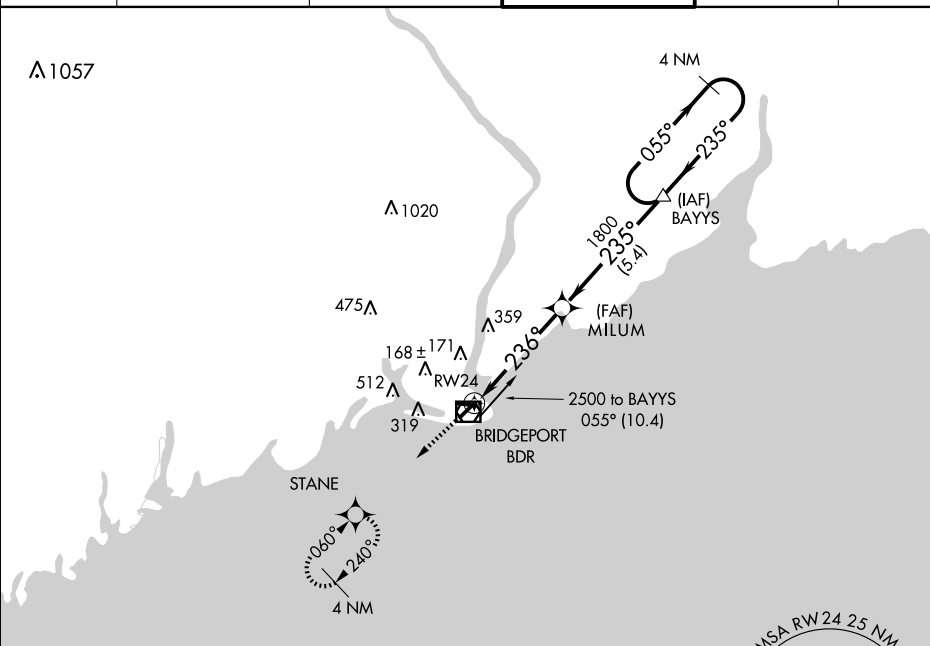 1057
4 NM
055°
235°
(IAF)
BAYYS
1020
1800
235°
(5.4)
475
359
(FAF)
MILUM
168 ±
171
236°
512
RW24
319
2500 to BAYYS
055° (10.4)
BRIDGEPORT
BDR
STANE
060°
240°
4 NM
MSA RW24 25 NM